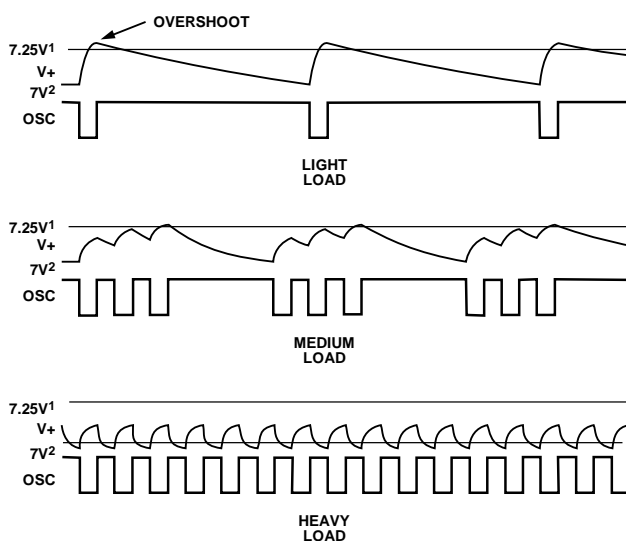 OVERSHOOT
7.25V¹
V+
7V²
OSC
LIGHT
LOAD
7.25V¹
V+
7V²
OSC
MEDIUM
LOAD
7.25V¹
V+
7V²
OSC
HEAVY
LOAD